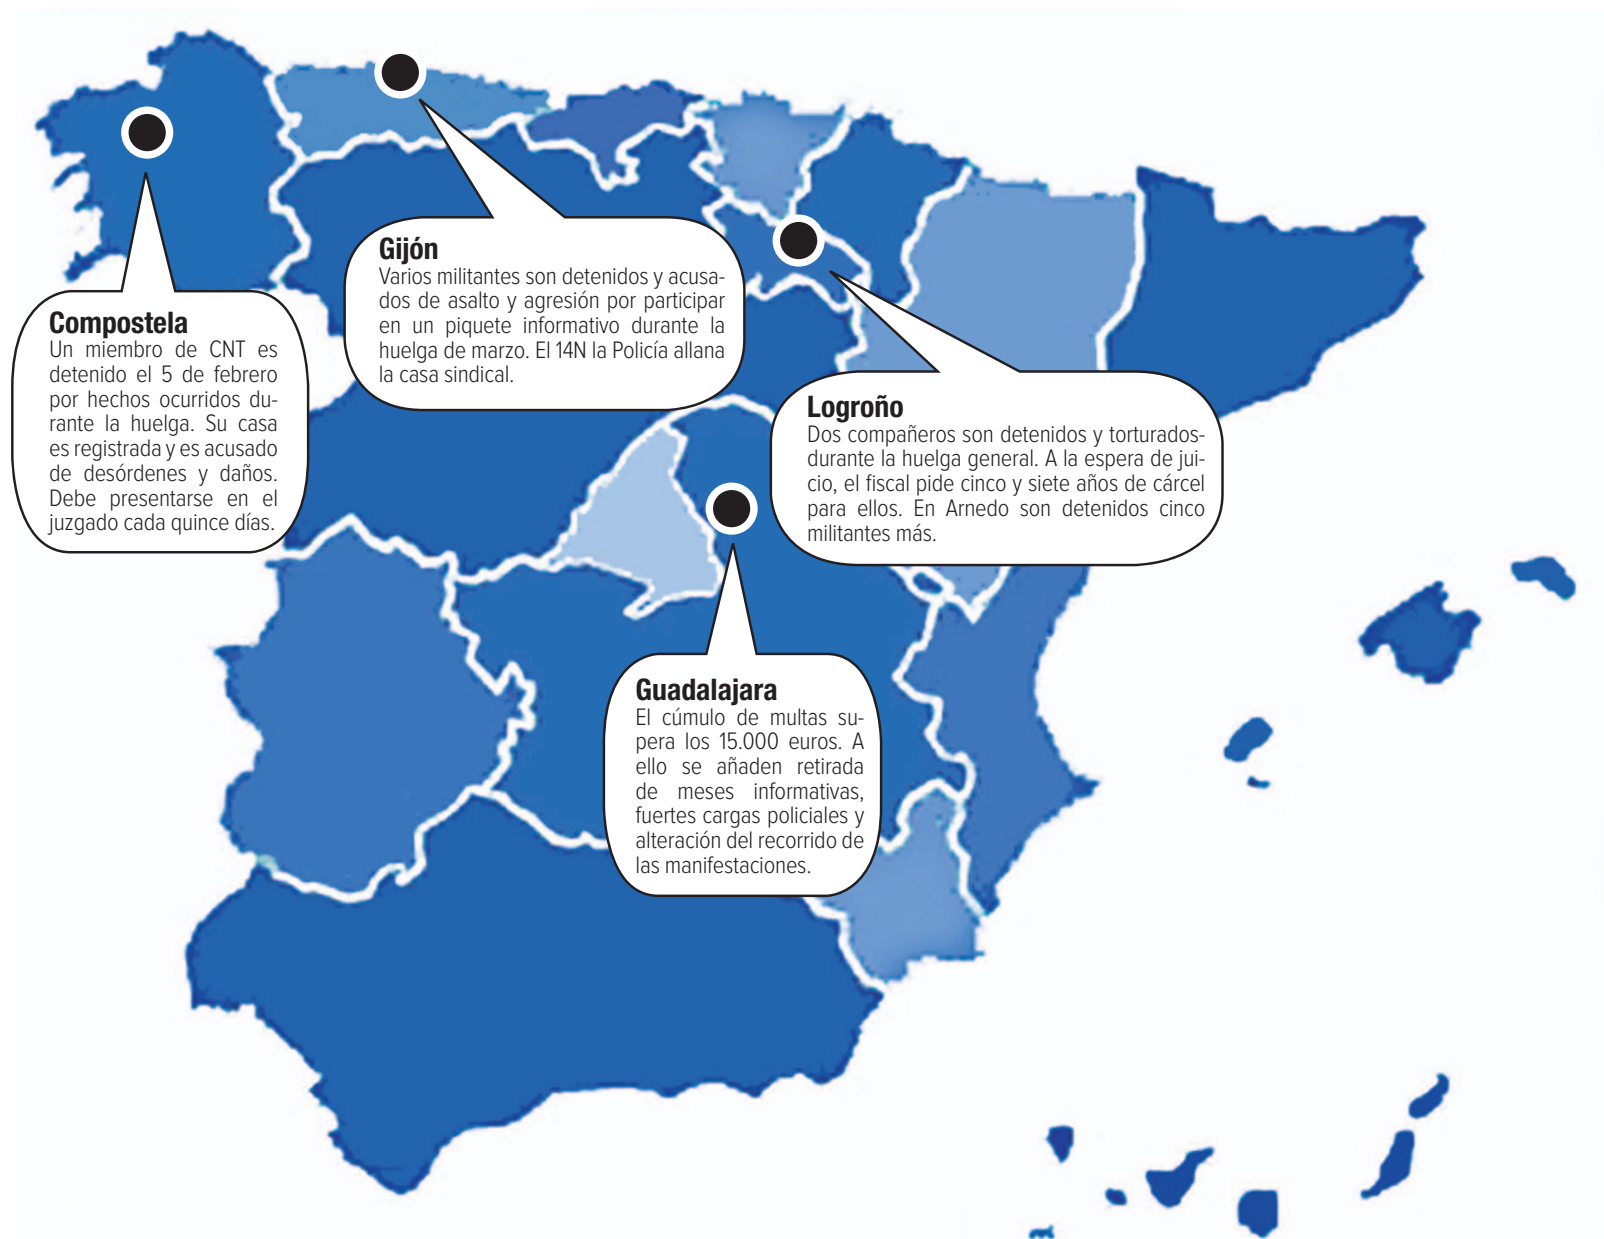 Gijón
Varios militantes son detenidos y acusa-
dos de asalto y agresión por participar
en un piquete informativo durante la
huelga de marzo. El 14N la Policía allana
la casa sindical.
Compostela
Un miembro de CNT es
detenido el 5 de febrero
por hechos ocurridos du-
rante la huelga. Su casa
es registrada y es acusado
de desórdenes y daños.
Debe presentarse en el
juzgado cada quince días.
Logroño
Dos compañeros son detenidos y torturados-
durante la huelga general. A la espera de jui-
cio, el fiscal pide cinco y siete años de cárcel
para ellos. En Arnedo son detenidos cinco
militantes más.
Guadalajara
El cúmulo de multas su-
pera los 15.000 euros. A
ello se añaden retirada
de meses informativas,
fuertes cargas policiales y
alteración del recorrido de
las manifestaciones.